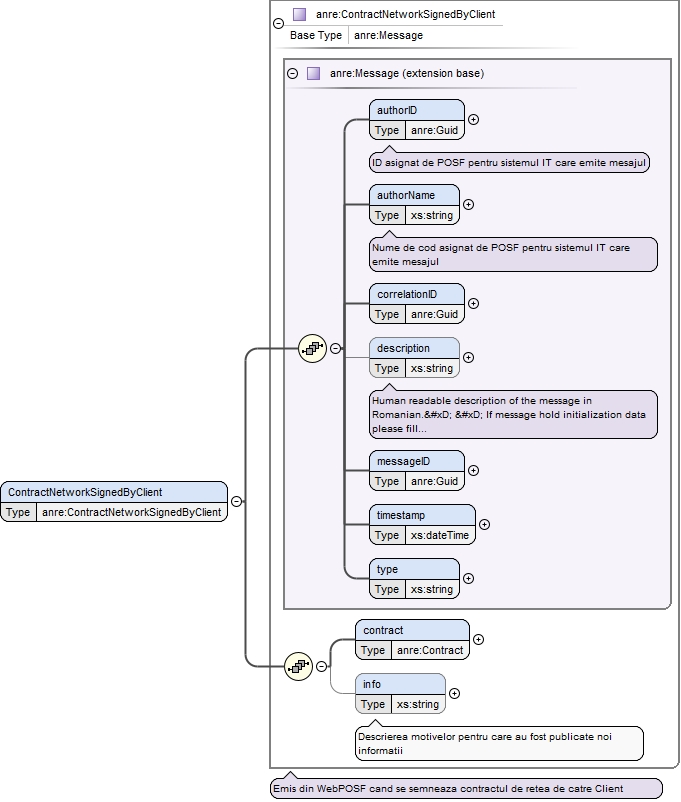 anre:ContractNetworkSignedByClient
Base Type anre:Message
anre:Message (extension base)
authorID
Type anre:Guid
ID asignat de POSF pentru sistemul IT care emite mesajul
authorName
Type xs:string
Nume de cod asignat de POSF pentru sistemul IT care
emite mesajul
correlationID
Type anre:Guid
description
Type xs:string
Human readable description of the message in
Romanian.&#xD; &#xD; If message hold initialization data
please fill...
messageID
Type anre:Guid
timestamp
Type xs:dateTime
type
Type xs:string
ContractNetworkSignedByClient
Type anre:ContractNetworkSignedByClient
contract
Type anre:Contract
info
Type xs:string
Descrierea motivelor pentru care au fost publicate noi
informatii
Emis din WebPOSF cand se semneaza contractul de retea de catre Client